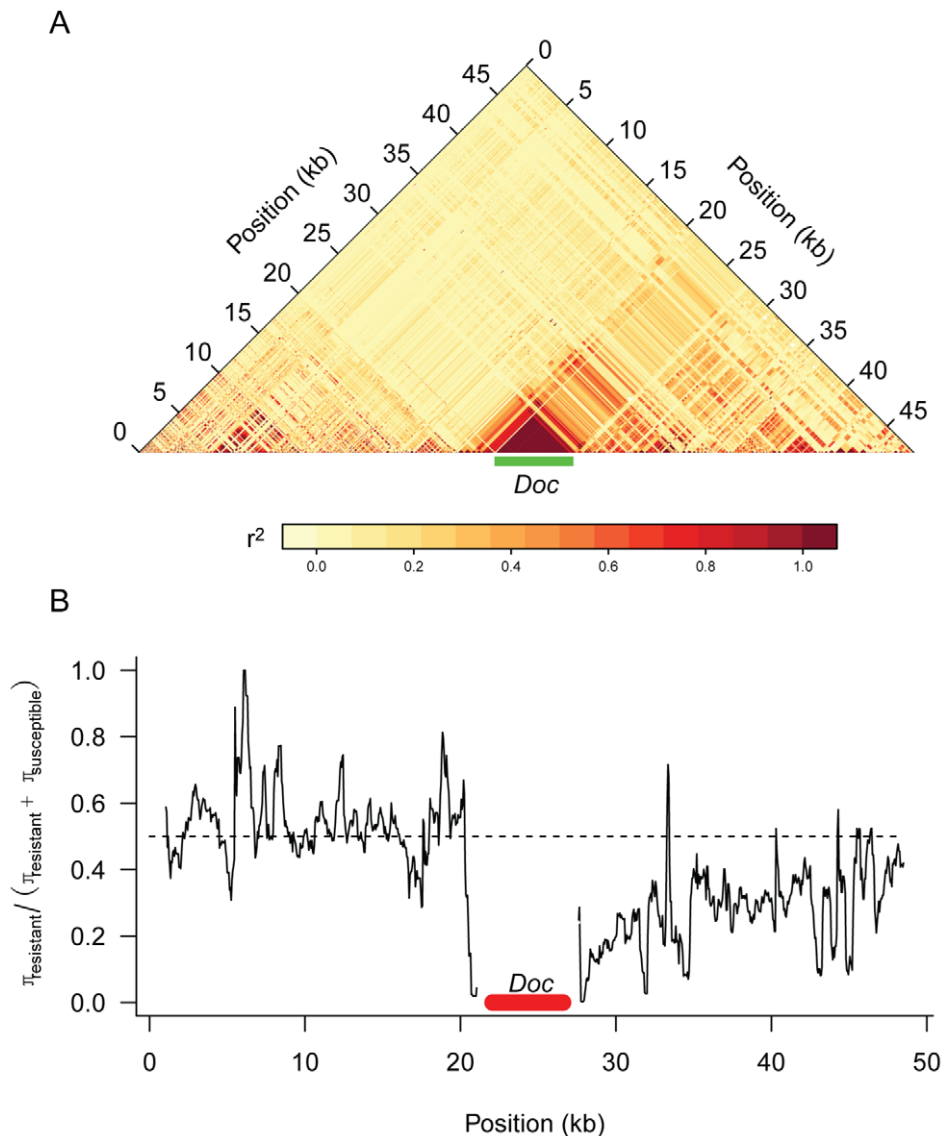 A
0
5
10
15
20
25
30
35
40
45
Position (kb)
0
5
10
15
20
25
30
35
40
45
Position (kb)
Doc
r²
0.0 0.2 0.4 0.6 0.8 1.0
B
π resistant / ( π resistant + π susceptible)
1.0
0.8
0.6
0.4
0.2
0.0
Doc
0 10 20 30 40 50
Position (kb)